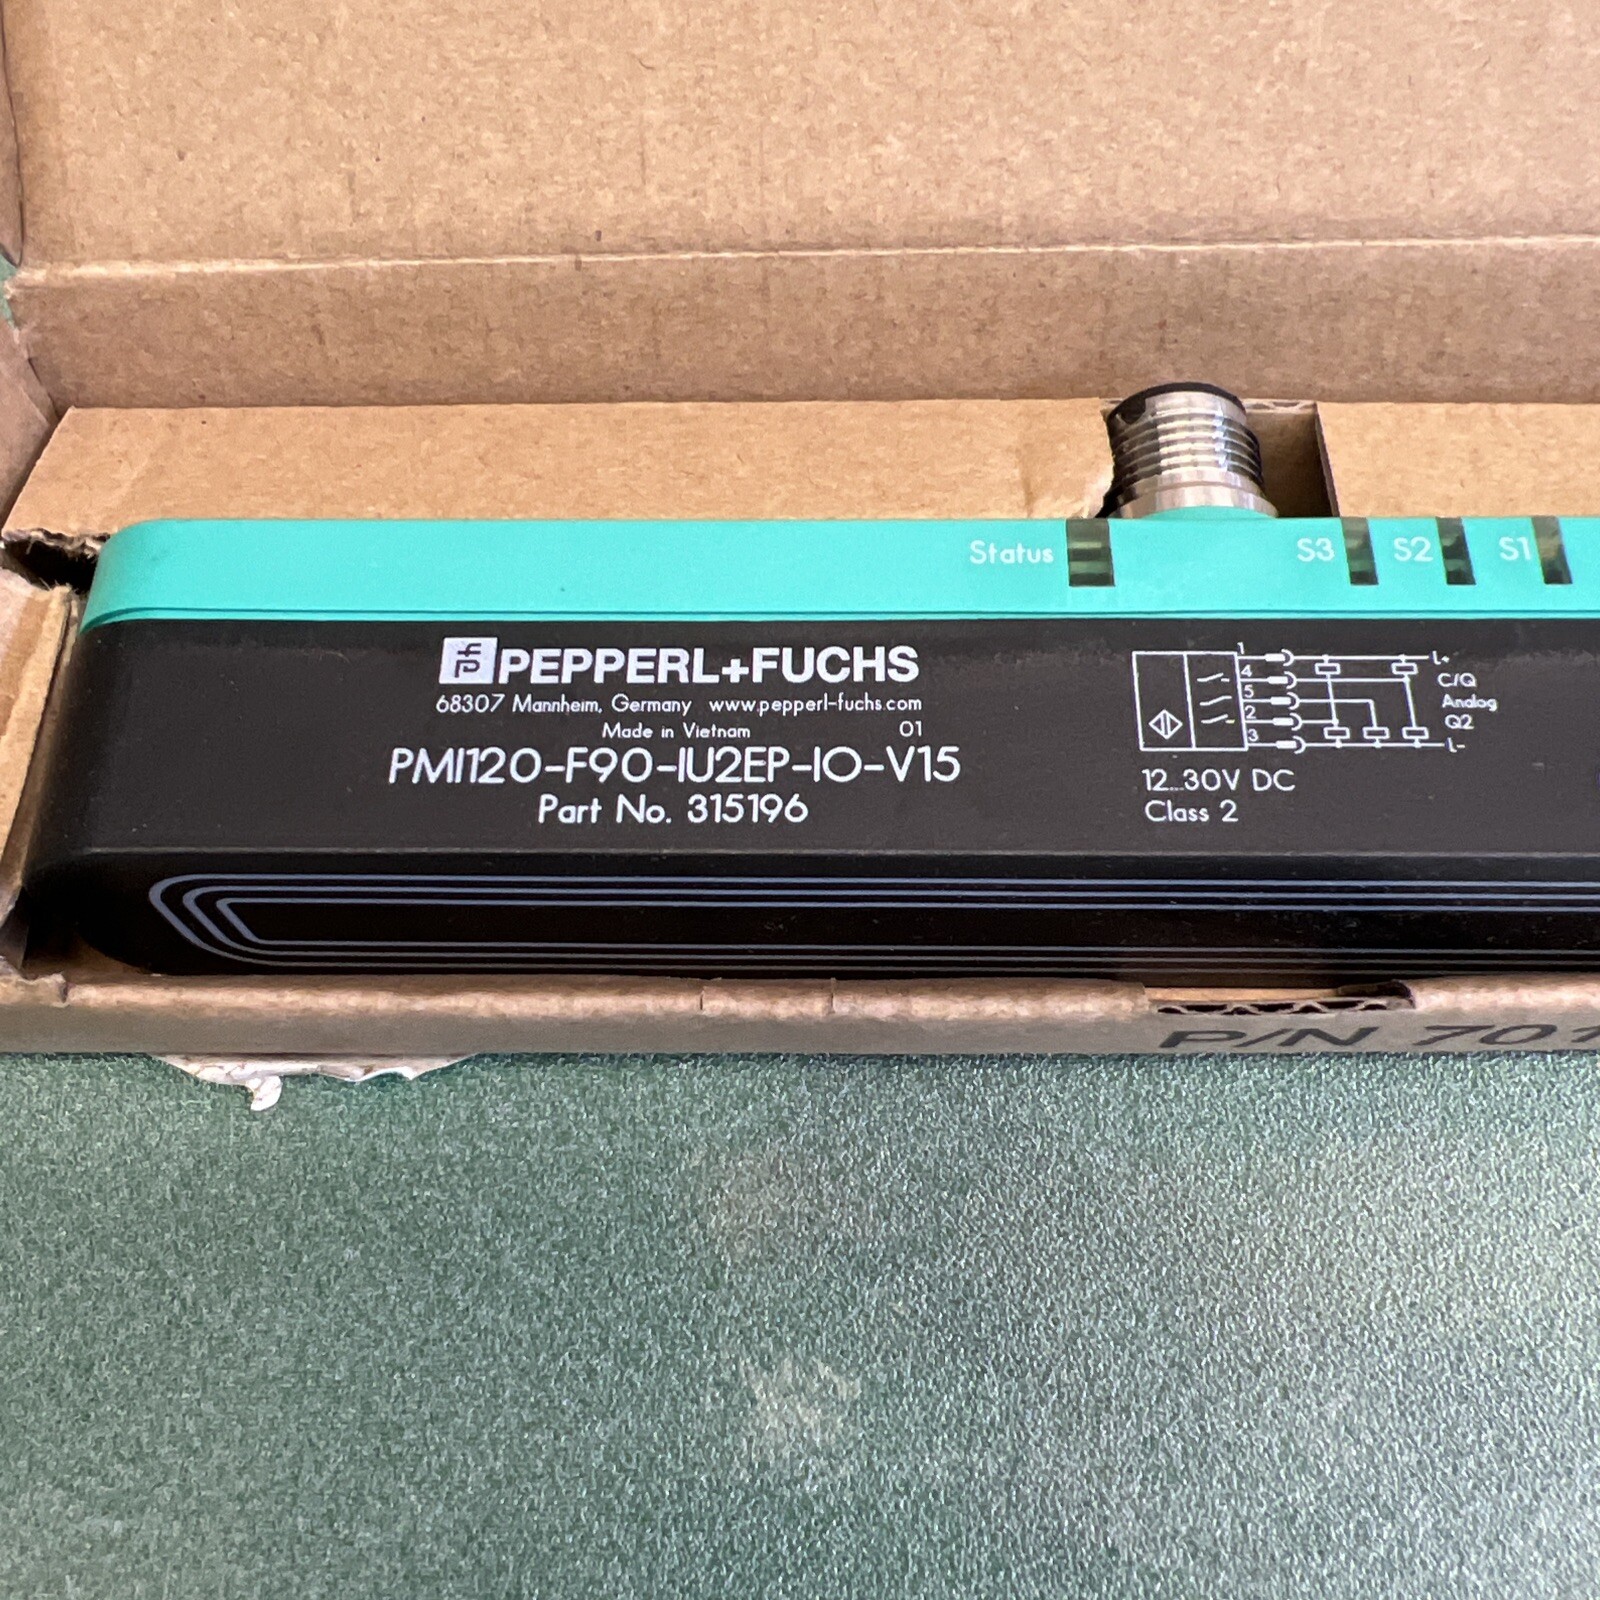 Status S3 S2 S1
PEPPERL+FUCHS
68307 Mannheim, Germany www.pepperl-fuchs.com
Made in Vietnam 01
PMI120-F90-IU2EP-IO-V15
Part No. 315196
1 L+
4 C/Q
5 Analog
2 Q2
3 L-
12...30V DC
Class 2
P/N 701